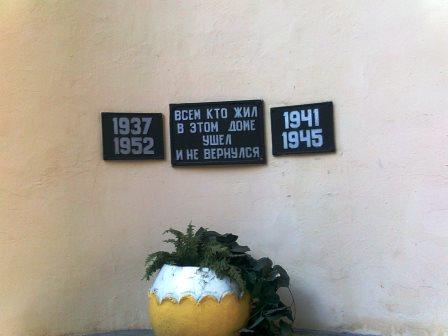 1937
1952
ВСЕМ КТО ЖИЛ
В ЭТОМ ДОМЕ
УШЕЛ
И НЕ ВЕРНУЛСЯ
1941
1945